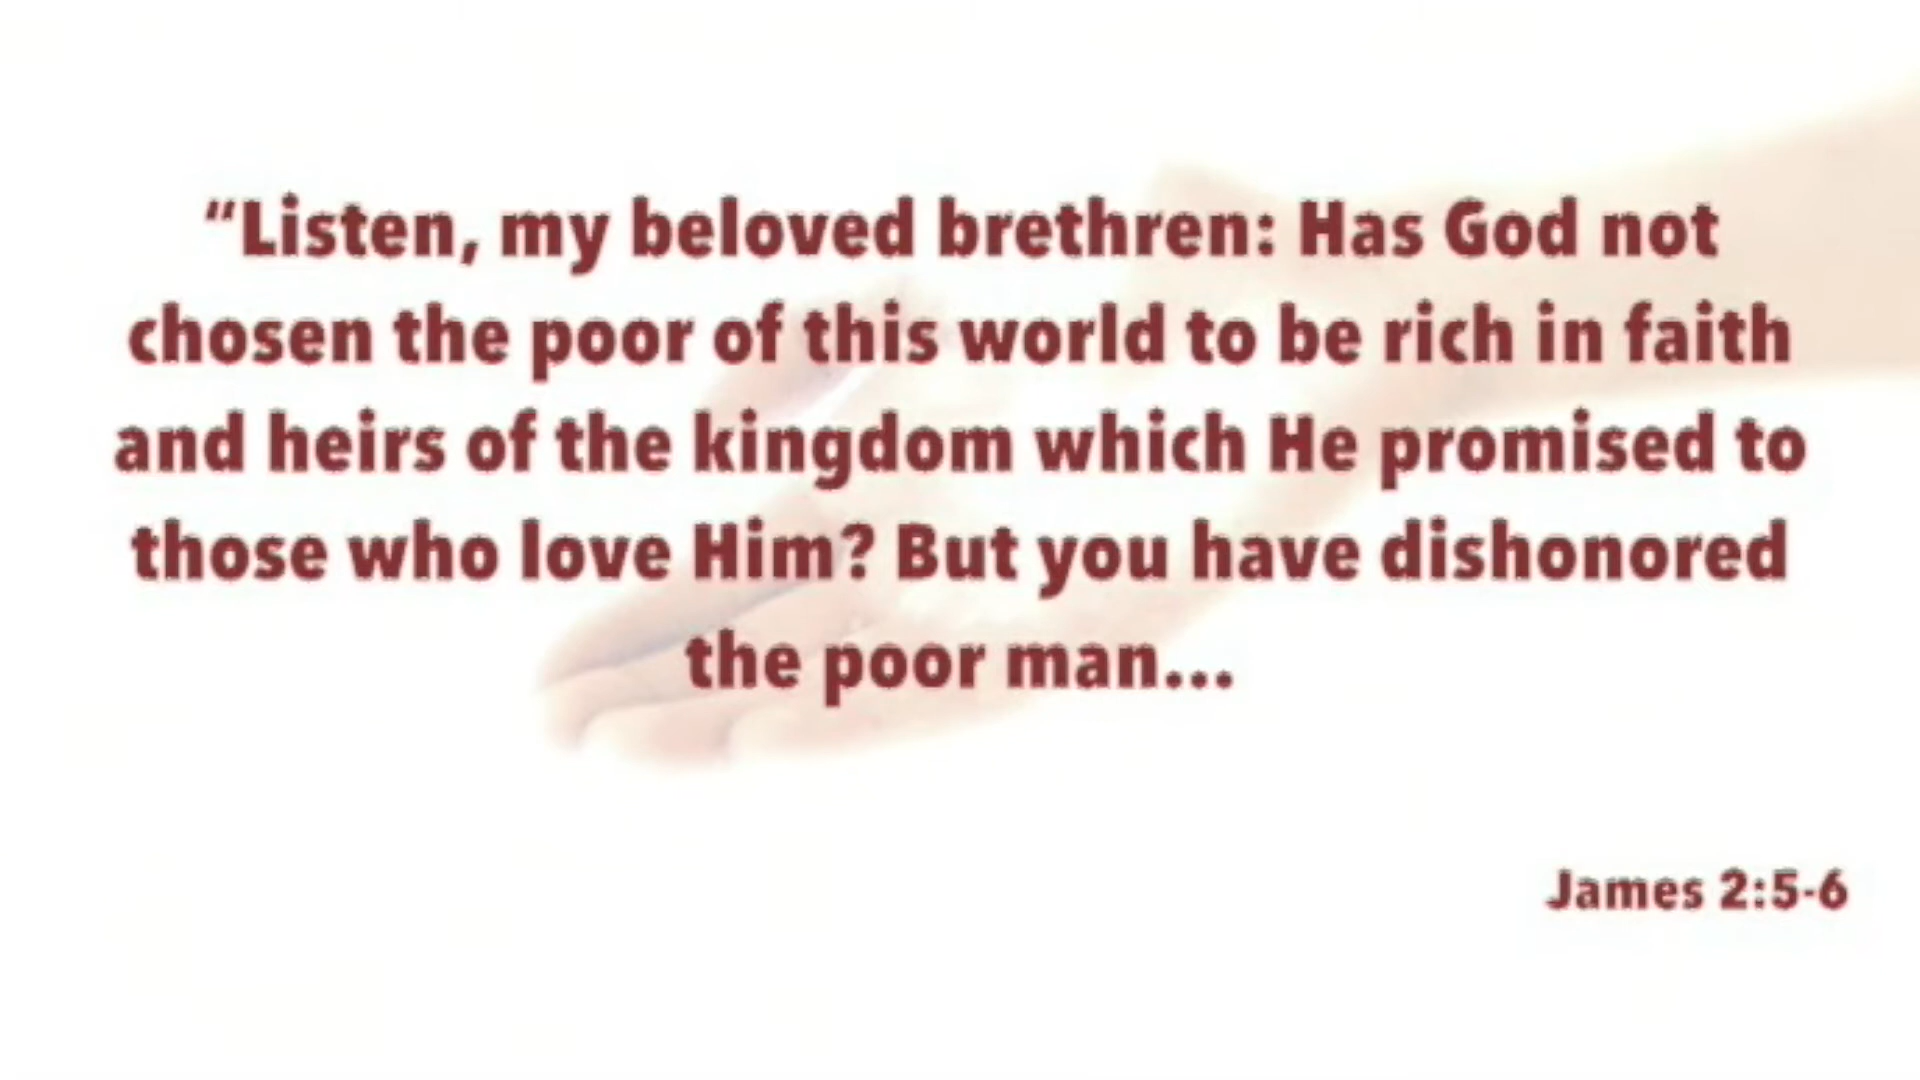 “Listen, my beloved brethren: Has God not
chosen the poor of this world to be rich in faith
and heirs of the kingdom which He promised to
those who love Him? But you have dishonored
the poor man...
James 2:5-6